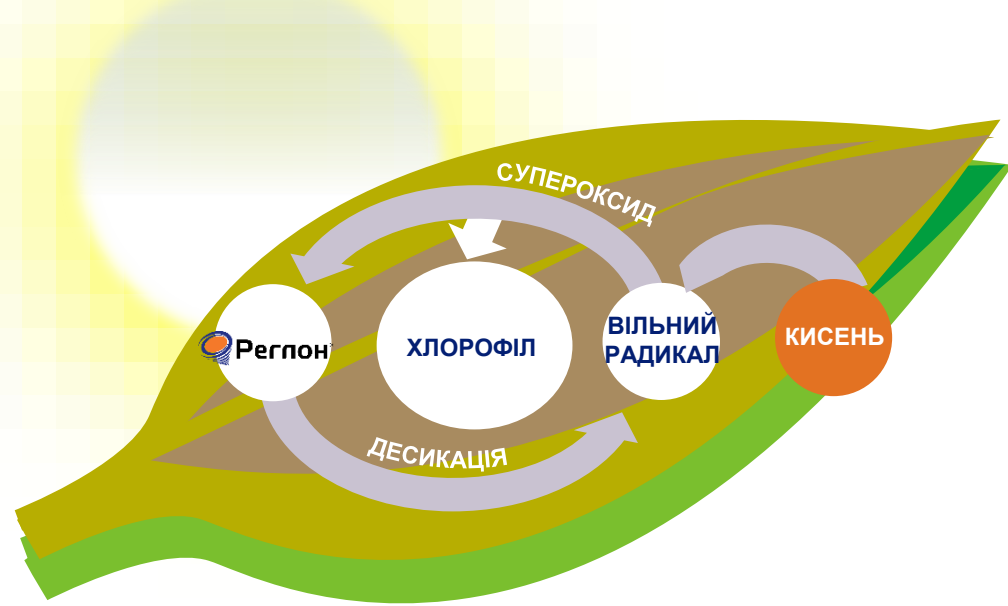 СУПЕРОКСИД
Реглон
ХЛОРОФІЛ
ВІЛЬНИЙ
РАДИКАЛ
КИСЕНЬ
ДЕСИКАЦІЯ